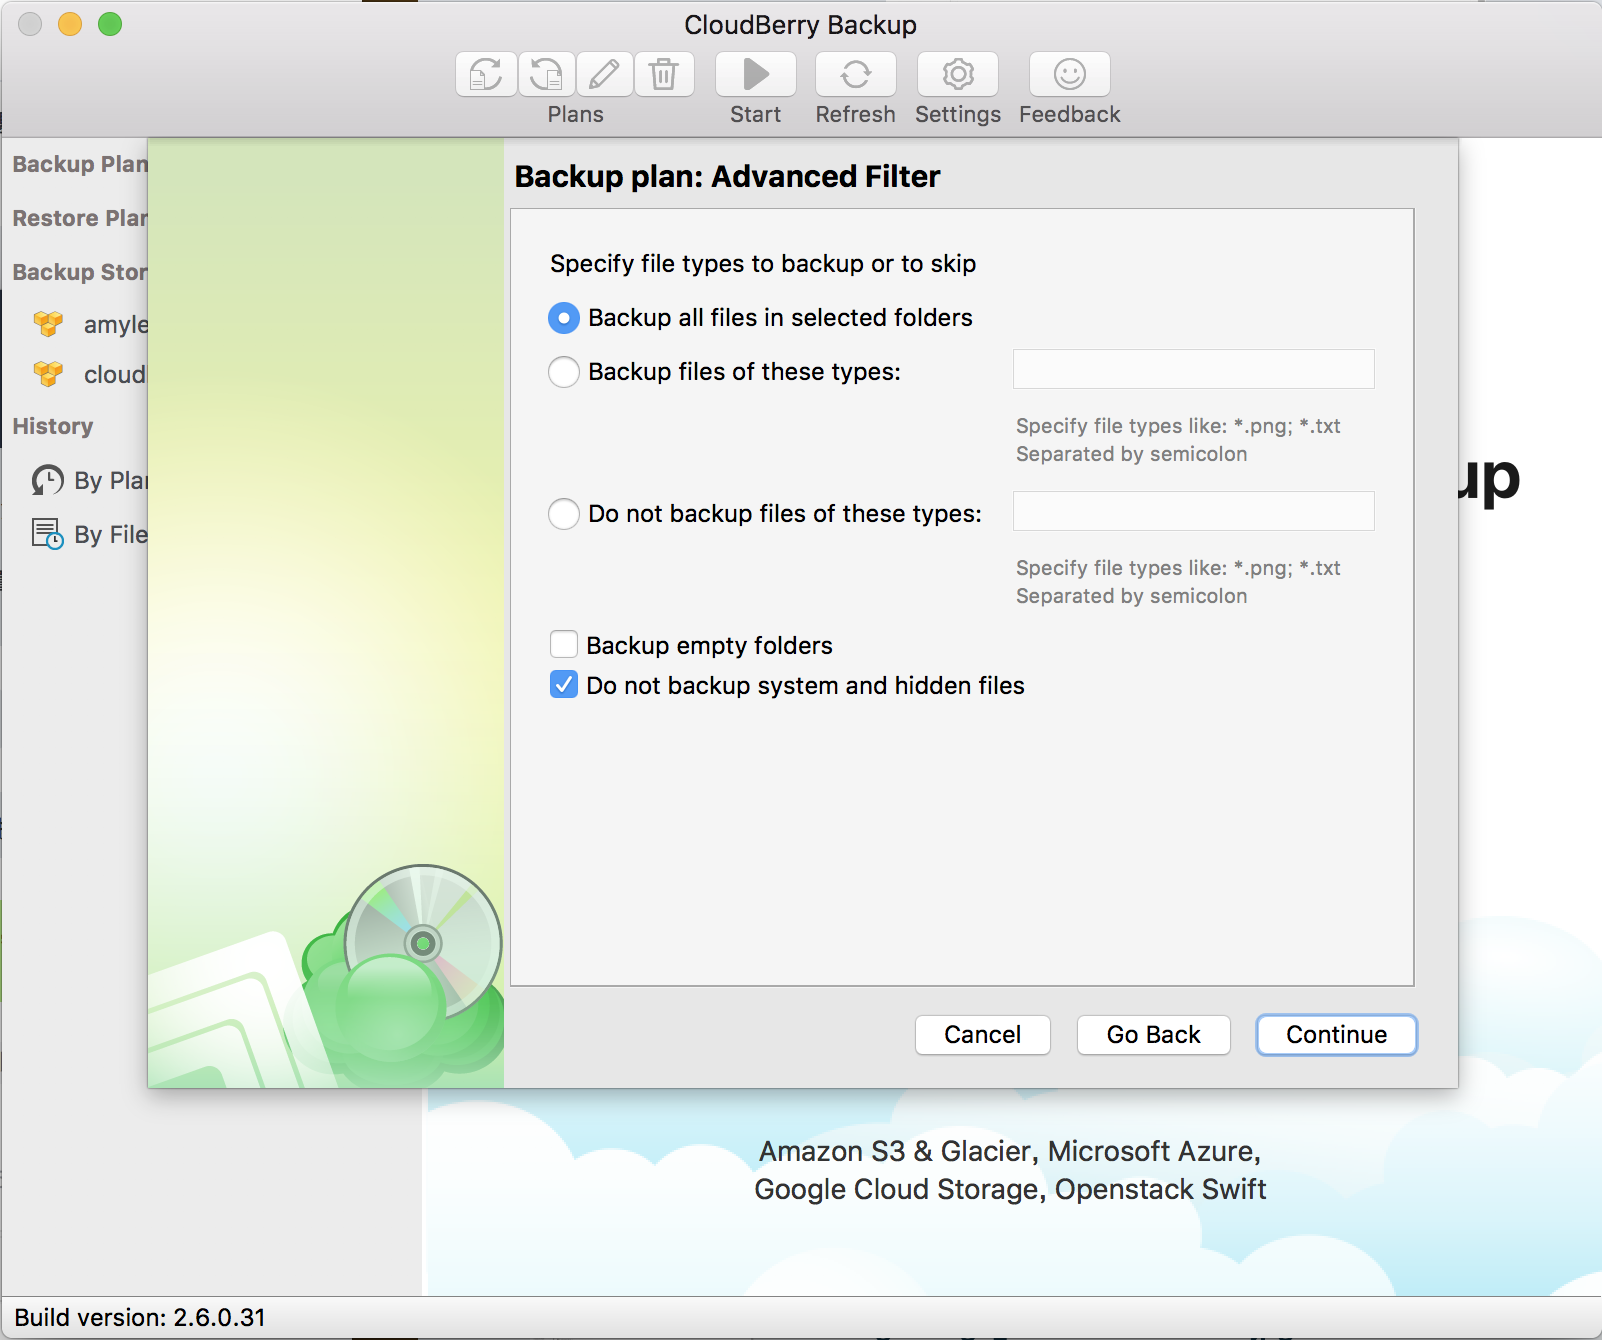 CloudBerry Backup
Plans
Start
Refresh
Settings
Feedback
Backup Plan
Restore Plan
Backup Stor
amyle
cloud
History
By Plan
By File
Backup plan: Advanced Filter
Specify file types to backup or to skip
Backup all files in selected folders
Backup files of these types:
Specify file types like: *.png; *.txt
Separated by semicolon
Do not backup files of these types:
Specify file types like: *.png; *.txt
Separated by semicolon
Backup empty folders
Do not backup system and hidden files
Cancel
Go Back
Continue
up
Amazon S3 & Glacier, Microsoft Azure,
Google Cloud Storage, Openstack Swift
Build version: 2.6.0.31